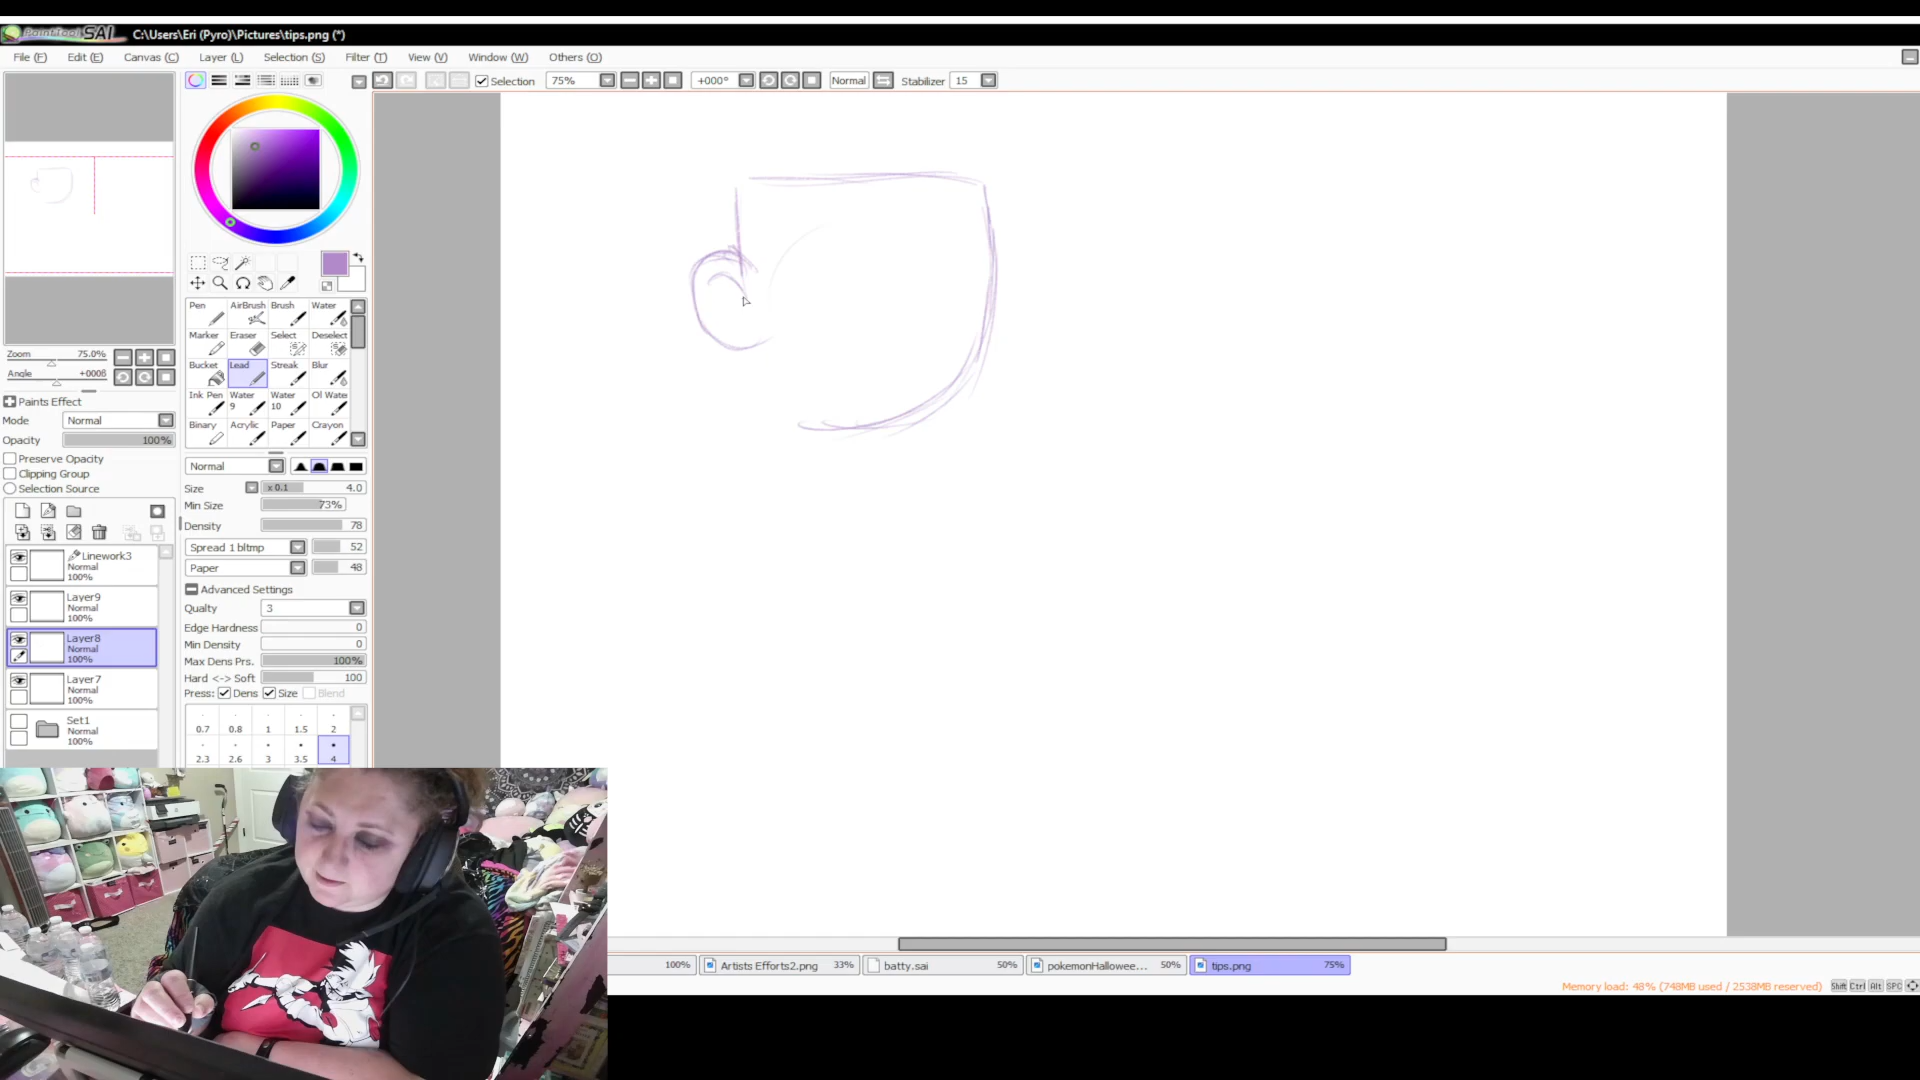 PaintTool SAI C:\Users\Eri (Pyro)\Pictures\tips.png (*)
File (F) Edit (E) Canvas (C) Layer (L) Selection (S) Filter (T) View (V) Window (W) Others (O)
Selection 75% +000° Normal Stabilizer 15
Zoom 75.0%
Angle +000B
Paints Effect
Mode Normal
Opacity 100%
Preserve Opacity
Clipping Group
Selection Source
Linework3
Normal
100%
Layer9
Normal
100%
Layer8
Normal
100%
Layer7
Normal
100%
Set1
Normal
100%
Pen AirBrush Brush Water
Marker Eraser Select Deselect
Bucket Lead Streak Blur
Ink Pen Water 9 Water 10 Ol Wate
Binary Acrylic Paper Crayon
Normal
Size x 0.1 4.0
Min Size 73%
Density 78
Spread 1 bltmp 52
Paper 48
Advanced Settings
Qualty 3
Edge Hardness 0
Min Density 0
Max Dens Prs. 100%
Hard <-> Soft 100
Press: Dens Size Blend
0.7 0.8 1 1.5 2
2.3 2.6 3 3.5 4
100% Artists Efforts2.png 33% batty.sai 50% pokemonHallowee... 50% tips.png 75%
Memory load: 48% (748MB used / 2538MB reserved) Shift Ctrl Alt SPC